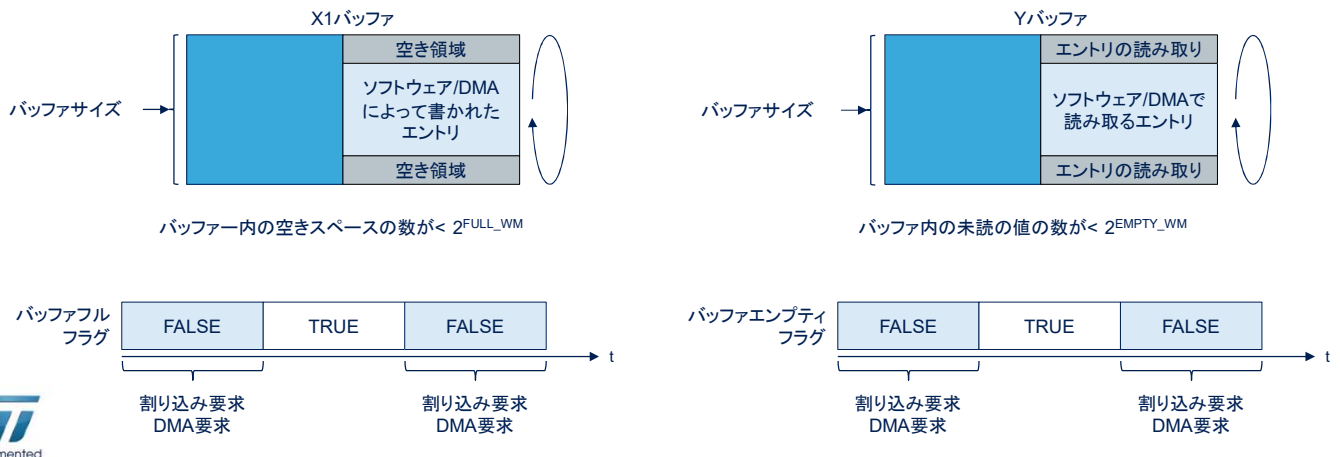 X1バッファ
バッファサイズ
空き領域
ソフトウェア/DMA
によって書かれた
エントリ
空き領域
バッファー内の空きスペースの数が< 2FULL_WM
バッファフル
フラグ
FALSE
TRUE
FALSE
t
割り込み要求
DMA要求
割り込み要求
DMA要求
Yバッファ
バッファサイズ
エントリの読み取り
ソフトウェア/DMAで
読み取るエントリ
エントリの読み取り
バッファ内の未読の値の数が< 2EMPTY_WM
バッファエンプティ
フラグ
FALSE
TRUE
FALSE
t
割り込み要求
DMA要求
割り込み要求
DMA要求
mented